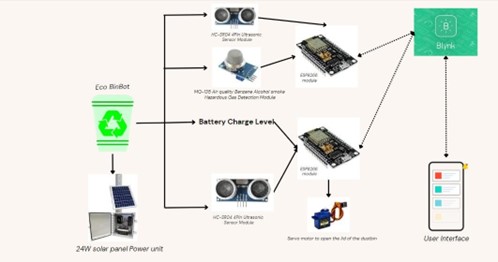 HC-SR04 4Pin Ultrasonic
Sensor Module
Eco BinBot
MQ-135 Air quality Benzene Alcohol smoke
Hazardous Gas Detection Module
ESP8266
module
Blynk
Battery Charge Level
ESP8266
module
HC-SR04 4Pin Ultrasonic
Sensor Module
Servo motor to open the lid of the dustbin
User Interface
24W solar panel Power unit